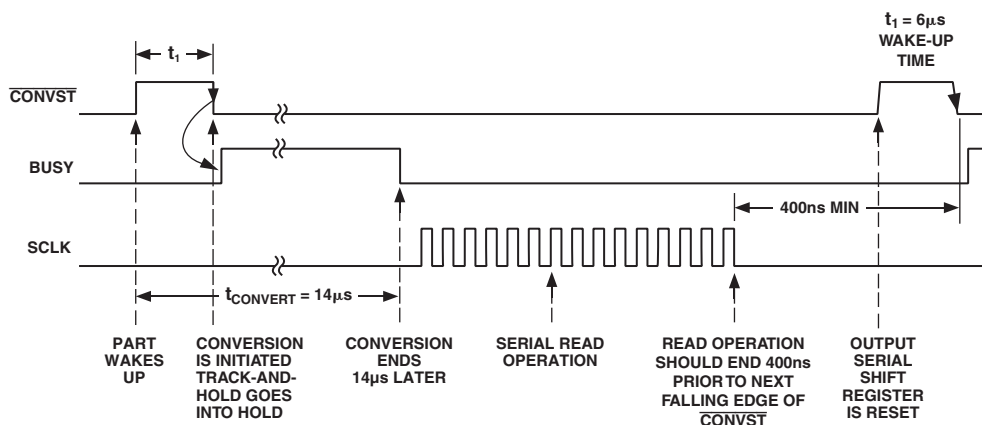 t1 = 6μs
WAKE-UP
TIME
t1
CONVST
BUSY
400ns MIN
SCLK
tCONVERT = 14μs
PART
WAKES
UP
CONVERSION
IS INITIATED
TRACK-AND-
HOLD GOES
INTO HOLD
CONVERSION
ENDS
14μs LATER
SERIAL READ
OPERATION
READ OPERATION
SHOULD END 400ns
PRIOR TO NEXT
FALLING EDGE OF
CONVST
OUTPUT
SERIAL
SHIFT
REGISTER
IS RESET